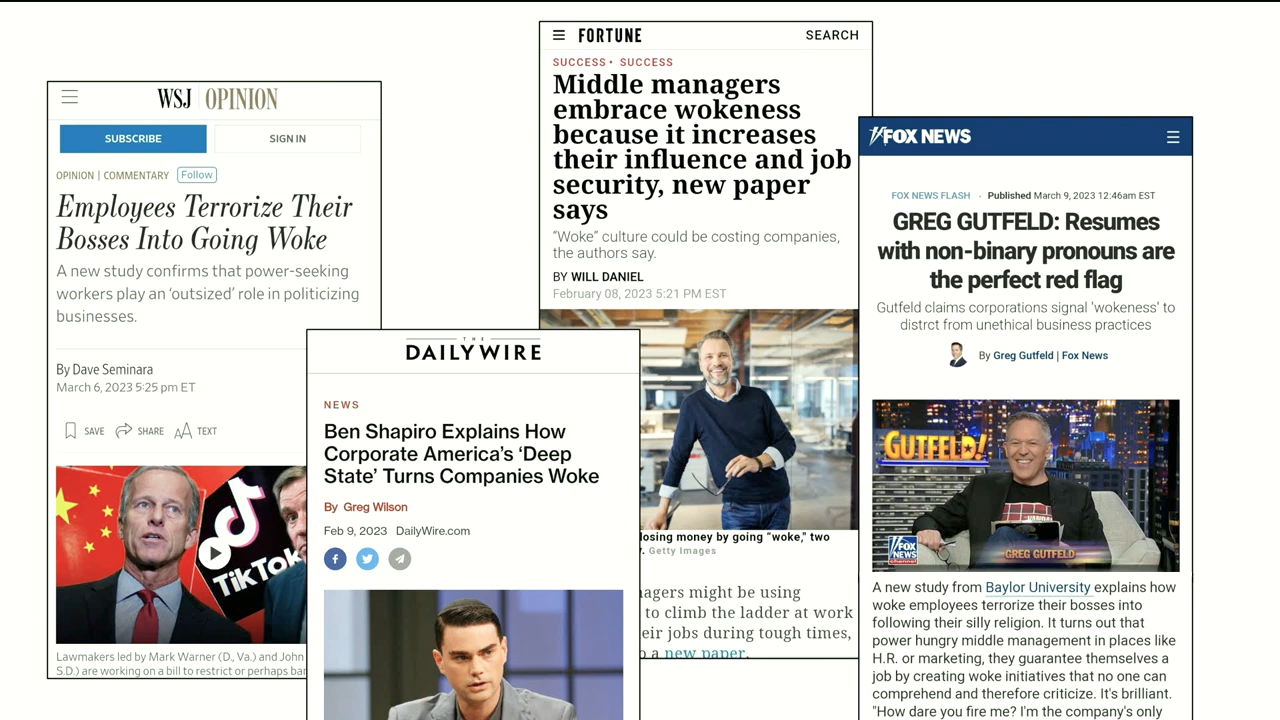 WSJ OPINION
SUBSCRIBE
SIGN IN
OPINION | COMMENTARY Follow
Employees Terrorize Their
Bosses Into Going Woke
A new study confirms that power-seeking
workers play an ‘outsized’ role in politicizing
businesses.
By Dave Seminara
March 6, 2023 5:25 pm ET
SAVE SHARE TEXT
TikTok
Lawmakers led by Mark Warner (D., Va.) and John
S.D.) are working on a bill to restrict or perhaps ban
THE
DAILYWIRE
NEWS
Ben Shapiro Explains How
Corporate America’s ‘Deep
State’ Turns Companies Woke
By Greg Wilson
Feb 9, 2023 DailyWire.com
FORTUNE SEARCH
SUCCESS • SUCCESS
Middle managers
embrace wokeness
because it increases
their influence and job
security, new paper
says
“Woke” culture could be costing companies,
the authors say.
BY WILL DANIEL
February 08, 2023 5:21 PM EST
losing money by going “woke,” two
Getty Images
agers might be using
to climb the ladder at work
eir jobs during tough times,
o a new paper.
FOX NEWS
FOX NEWS FLASH · Published March 9, 2023 12:46am EST
GREG GUTFELD: Resumes
with non-binary pronouns are
the perfect red flag
Gutfeld claims corporations signal 'wokeness' to
distrct from unethical business practices
By Greg Gutfeld | Fox News
GUTFELD!
FOX
NEWS
channel
GREG GUTFELD
A new study from Baylor University explains how
woke employees terrorize their bosses into
following their silly religion. It turns out that
power hungry middle management in places like
H.R. or marketing, they guarantee themselves a
job by creating woke initiatives that no one can
comprehend and therefore criticize. It's brilliant.
"How dare you fire me? I'm the company's only